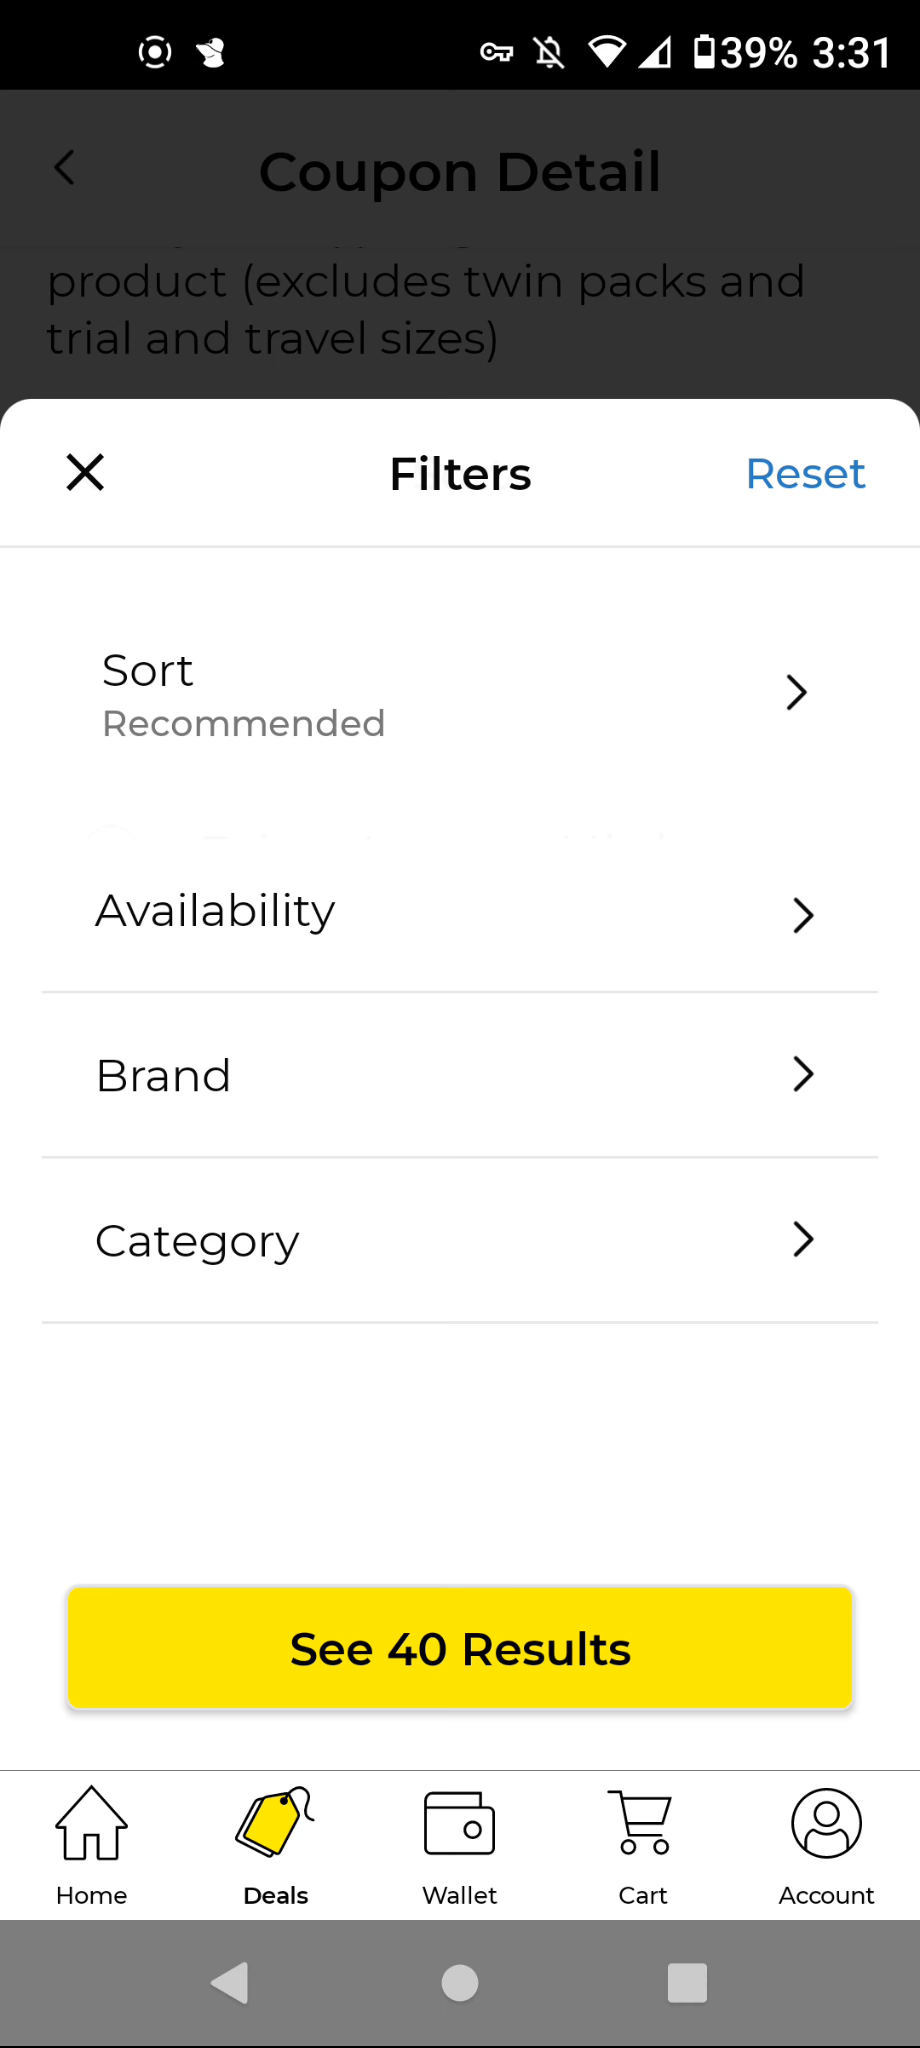 39% 3:31
Coupon Detail
product (excludes twin packs and
trial and travel sizes)
Filters
Reset
Sort
Recommended
Availability
Brand
Category
See 40 Results
Home
Deals
Wallet
Cart
Account